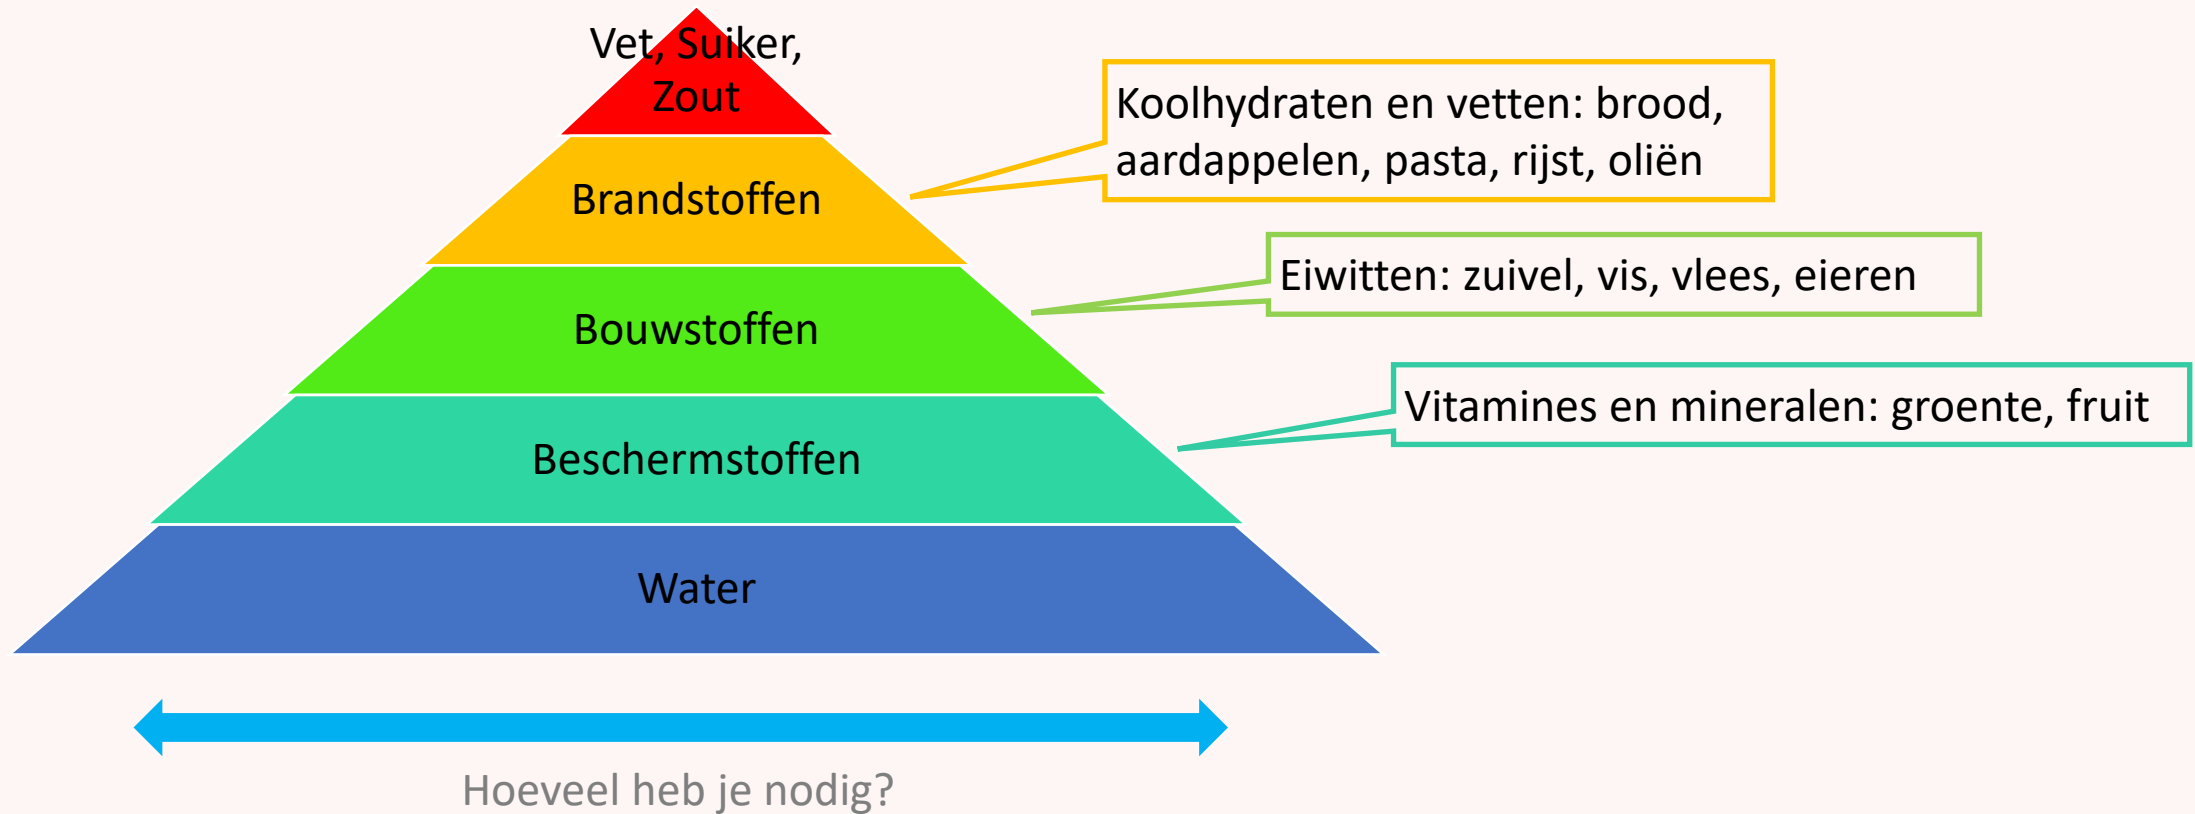 Vet, Suiker,
Zout
Koolhydraten en vetten: brood,
aardappelen, pasta, rijst, oliën
Brandstoffen
Eiwitten: zuivel, vis, vlees, eieren
Bouwstoffen
Vitamines en mineralen: groente, fruit
Beschermstoffen
Water
Hoeveel heb je nodig?